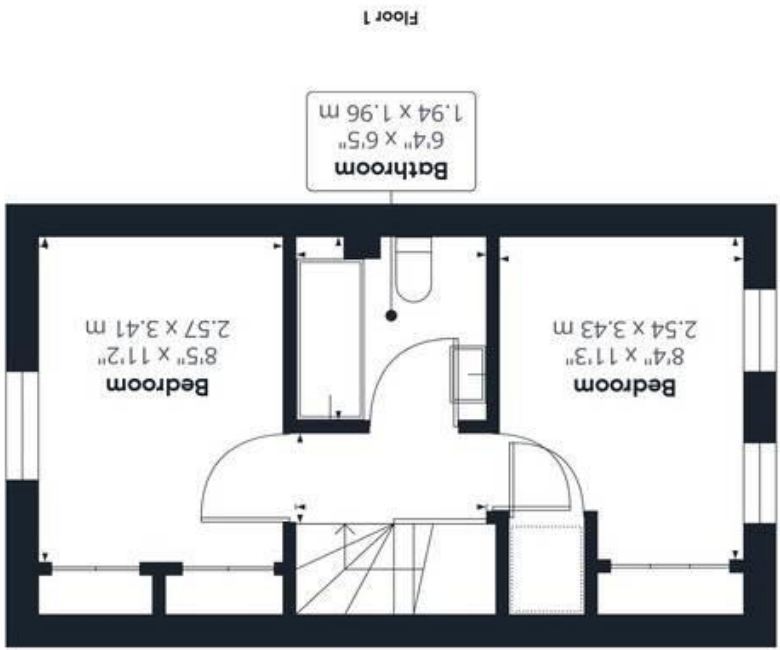 Bedroom
8'4" x 11'3"
2.54 x 3.43 m
Bedroom
8'5" x 11'2"
2.57 x 3.41 m
Bathroom
6'4" x 6'5"
1.94 x 1.96 m
Floor 1